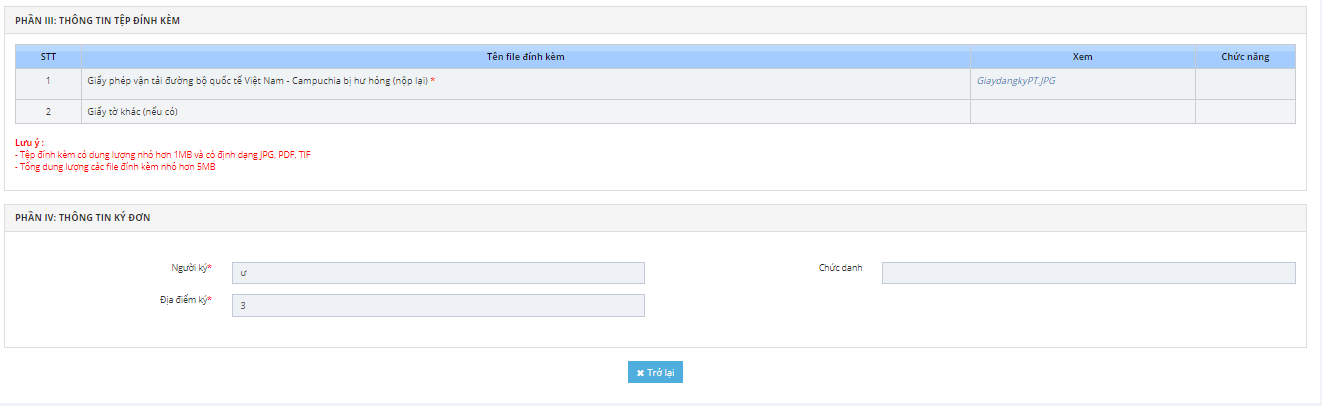 PHẦN III: THÔNG TIN TỆP ĐÍNH KÈM
STT Tên file đính kèm Xem Chức năng
1 Giấy phép vận tải đường bộ quốc tế Việt Nam - Campuchia bị hư hỏng (nộp lại) * GiaydangkyPT.JPG
2 Giấy tờ khác (nếu có)
Lưu ý :
- Tệp đính kèm có dung lượng nhỏ hơn 1MB và có định dạng JPG, PDF, TIF
- Tổng dung lượng các file đính kèm nhỏ hơn 5MB
PHẦN IV: THÔNG TIN KÝ ĐƠN
Người ký* ư Chức danh
Địa điểm ký* 3
✖ Trở lại